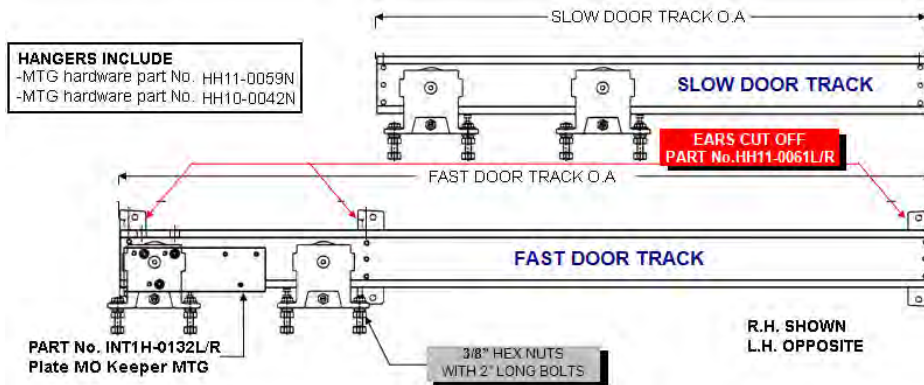 SLOW DOOR TRACK O.A
HANGERS INCLUDE
-MTG hardware part No. HH11-0059N
-MTG hardware part No. HH10-0042N
SLOW DOOR TRACK
EARS CUT OFF
PART No.HH11-0061L/R
FAST DOOR TRACK O.A
FAST DOOR TRACK
PART No. INT1H-0132L/R
Plate MO Keeper MTG
3/8" HEX NUTS
WITH 2" LONG BOLTS
R.H. SHOWN
L.H. OPPOSITE